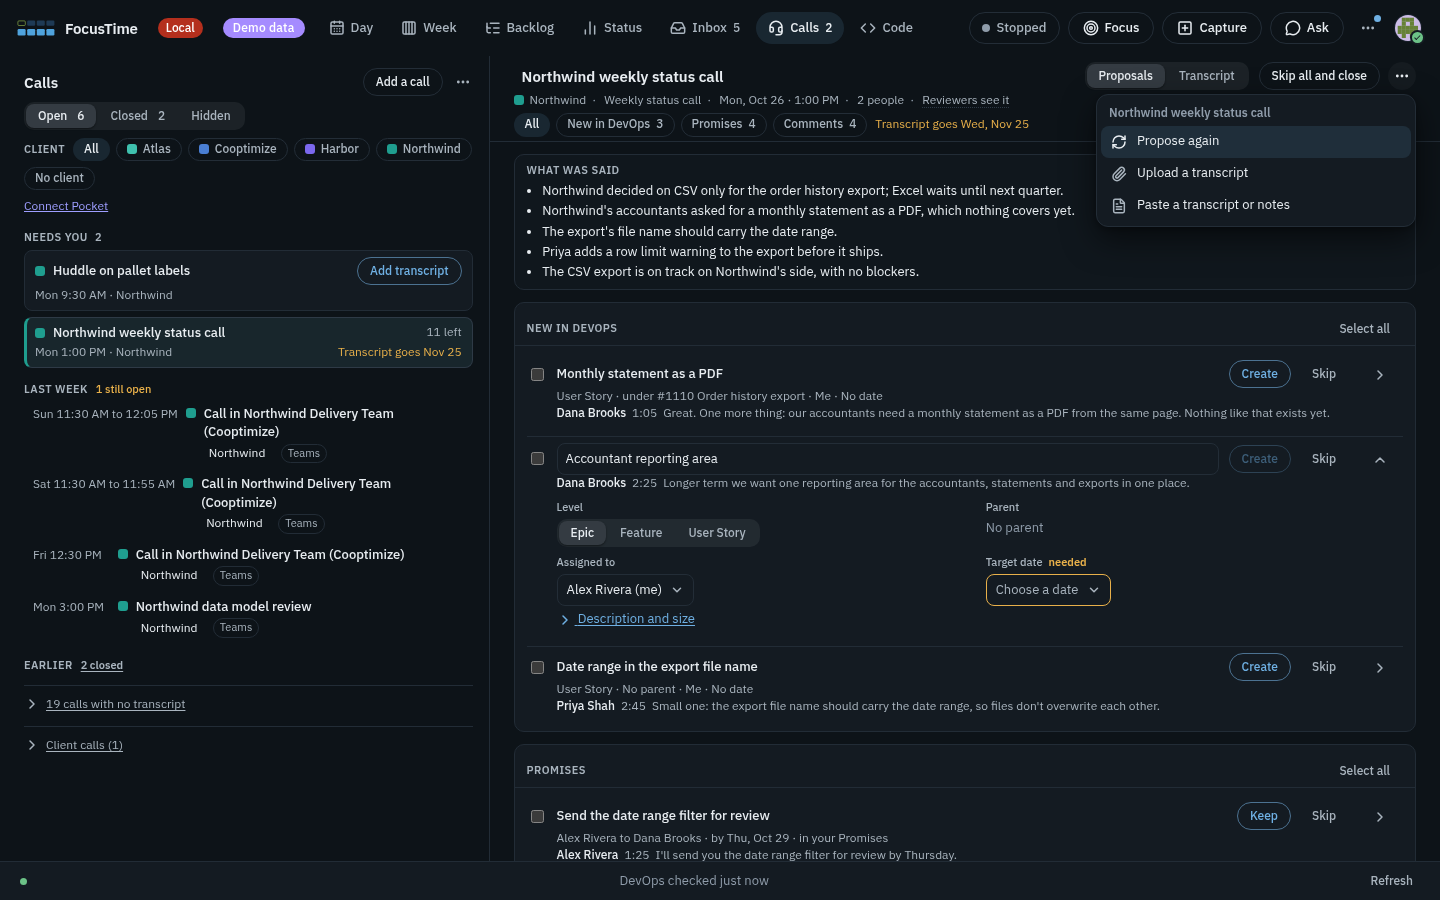 FocusTime
Local
Demo data
Day
Week
Backlog
Status
Inbox 5
Calls 2
Code
Stopped
Focus
Capture
Ask
Calls
Add a call
Open 6
Closed 2
Hidden
CLIENT
All
Atlas
Cooptimize
Harbor
Northwind
No client
Connect Pocket
NEEDS YOU 2
Huddle on pallet labels
Add transcript
Mon 9:30 AM · Northwind
Northwind weekly status call
11 left
Mon 1:00 PM · Northwind
Transcript goes Nov 25
LAST WEEK 1 still open
Sun 11:30 AM to 12:05 PM
Call in Northwind Delivery Team
(Cooptimize)
Northwind
Teams
Sat 11:30 AM to 11:55 AM
Call in Northwind Delivery Team
(Cooptimize)
Northwind
Teams
Fri 12:30 PM
Call in Northwind Delivery Team (Cooptimize)
Northwind
Teams
Mon 3:00 PM
Northwind data model review
Northwind
Teams
EARLIER 2 closed
19 calls with no transcript
Client calls (1)
Northwind weekly status call
Proposals
Transcript
Skip all and close
Northwind · Weekly status call · Mon, Oct 26 · 1:00 PM · 2 people · Reviewers see it
All
New in DevOps 3
Promises 4
Comments 4
Transcript goes Wed, Nov 25
Northwind weekly status call
Propose again
Upload a transcript
Paste a transcript or notes
WHAT WAS SAID
• Northwind decided on CSV only for the order history export; Excel waits until next quarter.
• Northwind's accountants asked for a monthly statement as a PDF, which nothing covers yet.
• The export's file name should carry the date range.
• Priya adds a row limit warning to the export before it ships.
• The CSV export is on track on Northwind's side, with no blockers.
NEW IN DEVOPS
Select all
Monthly statement as a PDF
Create
Skip
User Story · under #1110 Order history export · Me · No date
Dana Brooks 1:05 Great. One more thing: our accountants need a monthly statement as a PDF from the same page. Nothing like that exists yet.
Accountant reporting area
Create
Skip
Dana Brooks 2:25 Longer term we want one reporting area for the accountants, statements and exports in one place.
Level
Parent
Epic
Feature
User Story
No parent
Assigned to
Target date needed
Alex Rivera (me)
Choose a date
Description and size
Date range in the export file name
Create
Skip
User Story · No parent · Me · No date
Priya Shah 2:45 Small one: the export file name should carry the date range, so files don't overwrite each other.
PROMISES
Select all
Send the date range filter for review
Keep
Skip
Alex Rivera to Dana Brooks · by Thu, Oct 29 · in your Promises
Alex Rivera 1:25 I'll send you the date range filter for review by Thursday.
DevOps checked just now
Refresh